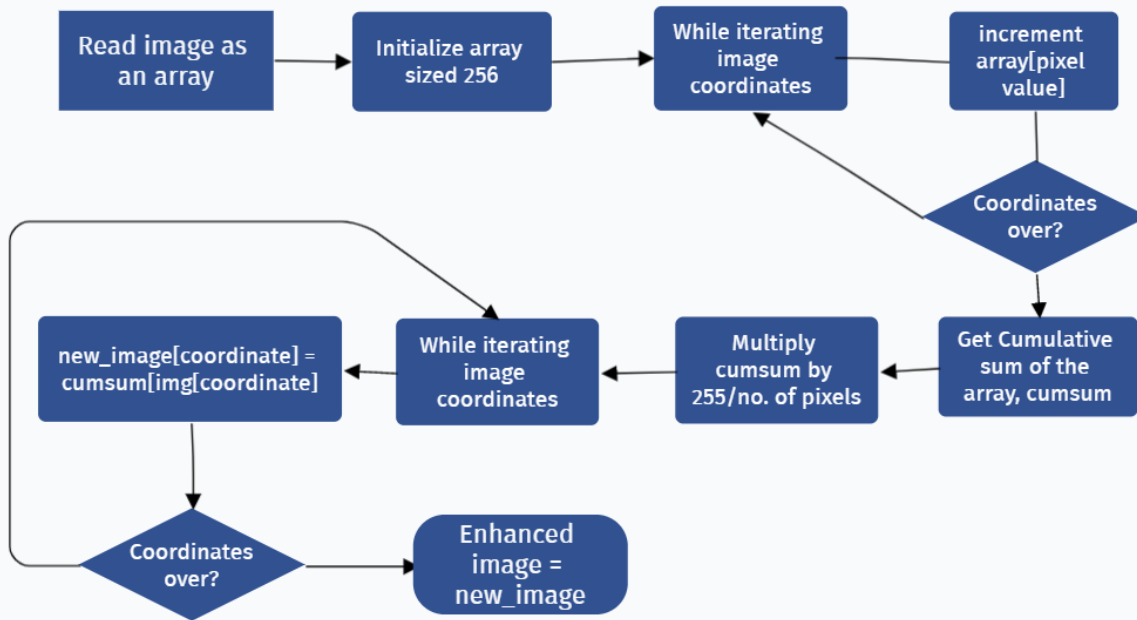 Read image as
an array
Initialize array
sized 256
While iterating
image
coordinates
increment
array[pixel
value]
Coordinates
over?
Get Cumulative
sum of the
array, cumsum
Multiply
cumsum by
255/no. of pixels
While iterating
image
coordinates
new_image[coordinate] =
cumsum[img[coordinate]
Coordinates
over?
Enhanced
image =
new_image